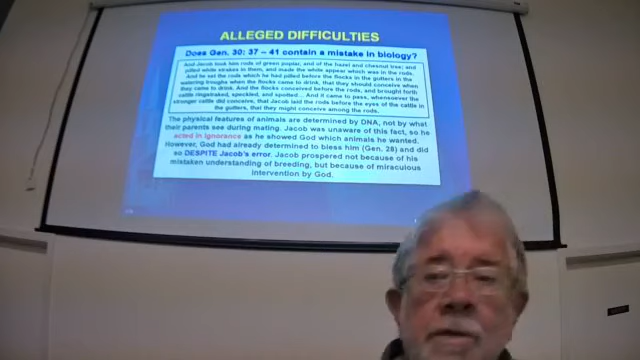 ALLEGED DIFFICULTIES
Does Gen. 30: 37 – 41 contain a mistake in biology?
And Jacob took him rods of green poplar, and of the hazel and chesnut tree; and
pilled white strakes in them, and made the white appear which was in the rods.
And he set the rods which he had pilled before the flocks in the gutters in the
watering troughs when the flocks came to drink, that they should conceive when
they came to drink. And the flocks conceived before the rods, and brought forth
cattle ringstraked, speckled, and spotted... And it came to pass, whensoever the
stronger cattle did conceive, that Jacob laid the rods before the eyes of the cattle in
the gutters, that they might conceive among the rods.
The physical features of animals are determined by DNA, not by what
their parents see during mating. Jacob was unaware of this fact, so he
acted in ignorance as he showed God which animals he wanted.
However, God had already determined to bless him (Gen. 28) and did
so DESPITE Jacob's error. Jacob prospered not because of his
mistaken understanding of breeding, but because of miraculous
intervention by God.